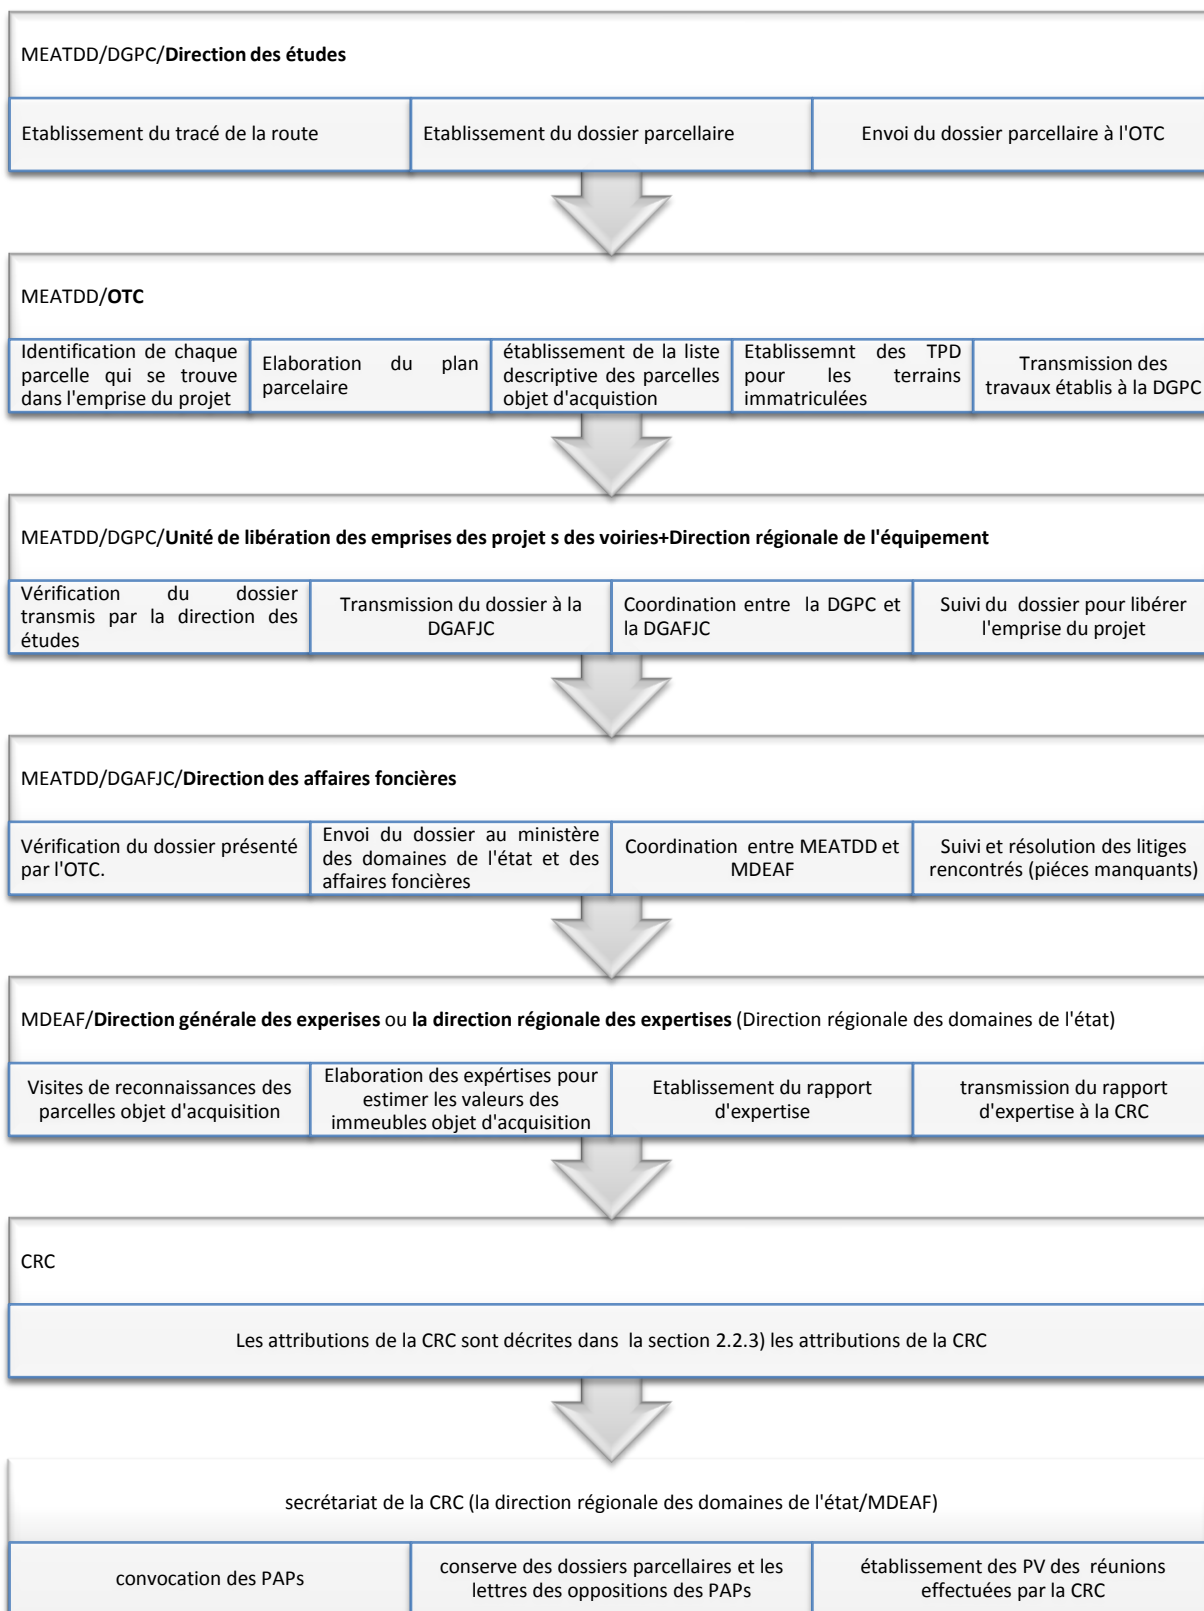 MEATDD/DGPC/Direction des études
Etablissement du tracé de la route
Etablissement du dossier parcellaire
Envoi du dossier parcellaire à l'OTC
MEATDD/OTC
Identification de chaque
parcelle qui se trouve
dans l'emprise du projet
Elaboration du plan
parcelaire
établissement de la liste
descriptive des parcelles
objet d'acquistion
Etablissemnt des TPD
pour les terrains
immatriculées
Transmission des
travaux établis à la DGPC
MEATDD/DGPC/Unité de libération des emprises des projet s des voiries+Direction régionale de l'équipement
Vérification du dossier
transmis par la direction des
études
Transmission du dossier à la
DGAFJC
Coordination entre la DGPC et
la DGAFJC
Suivi du dossier pour libérer
l'emprise du projet
MEATDD/DGAFJC/Direction des affaires foncières
Vérification du dossier présenté
par l'OTC.
Envoi du dossier au ministère
des domaines de l'état et des
affaires foncières
Coordination entre MEATDD et
MDEAF
Suivi et résolution des litiges
rencontrés (piéces manquants)
MDEAF/Direction générale des experises ou la direction régionale des expertises (Direction régionale des domaines de l'état)
Visites de reconnaissances des
parcelles objet d'acquisition
Elaboration des expértises pour
estimer les valeurs des
immeubles objet d'acquisition
Etablissement du rapport
d'expertise
transmission du rapport
d'expertise à la CRC
CRC
Les attributions de la CRC sont décrites dans la section 2.2.3) les attributions de la CRC
secrétariat de la CRC (la direction régionale des domaines de l'état/MDEAF)
convocation des PAPs
conserve des dossiers parcellaires et les
lettres des oppositions des PAPs
établissement des PV des réunions
effectuées par la CRC